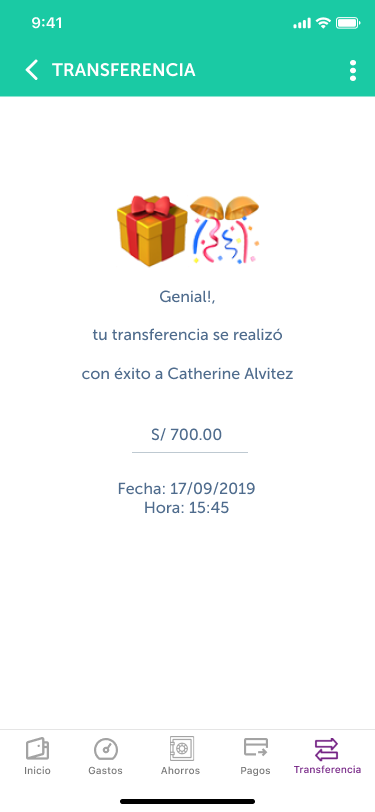 9:41
TRANSFERENCIA
Genial!,
tu transferencia se realizó
con éxito a Catherine Alvitez
S/ 700.00
Fecha: 17/09/2019
Hora: 15:45
Inicio
Gastos
Ahorros
Pagos
Transferencia